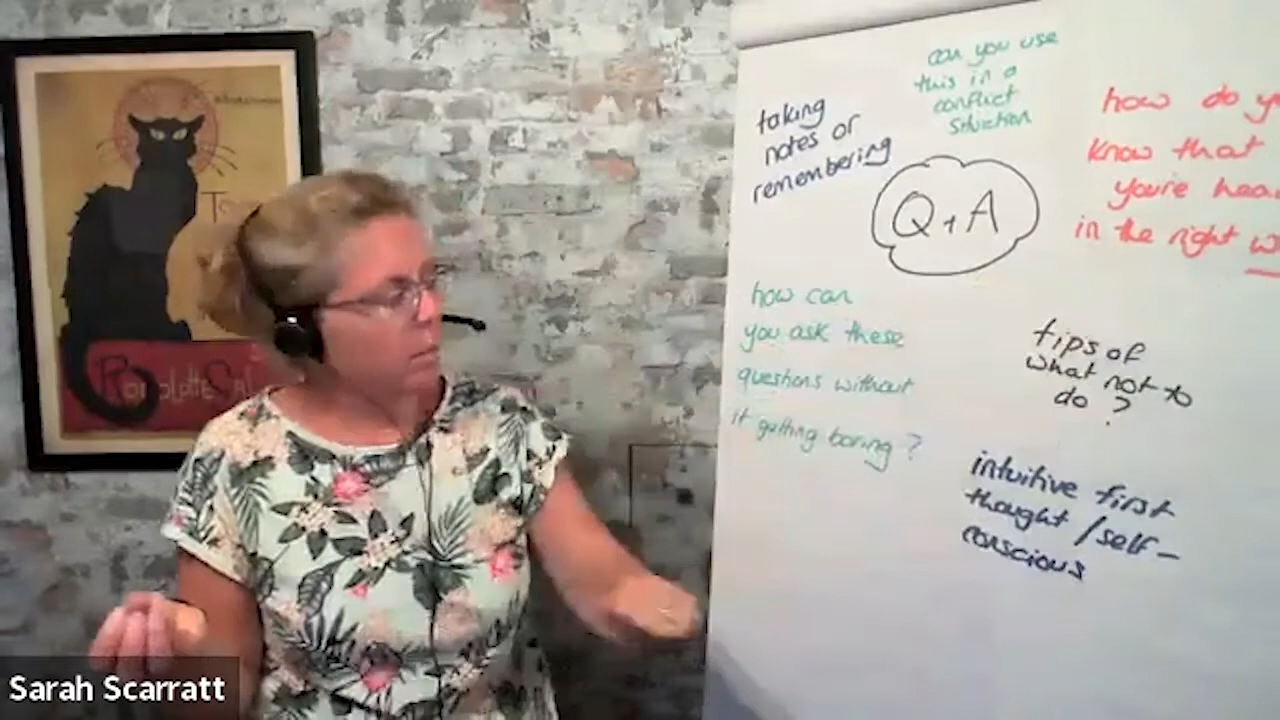 taking
notes or
remembering
can you use
this in a
conflict
Q + A
how do
know that
you're
in the right
how can
you ask these
questions without
it getting boring ?
tips of
what not to
do ?
intuitive first
thought / self-
conscious
Sarah Scarratt